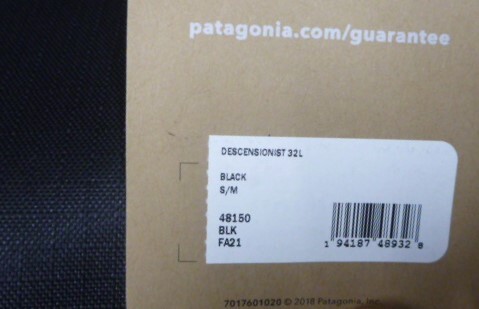 patagonia.com/guarantee
DESCENSIONIST 32L
BLACK
S/M
48150
BLK
FA21
1 94187 48932 8
7017601020 © 2018 Patagonia, Inc.